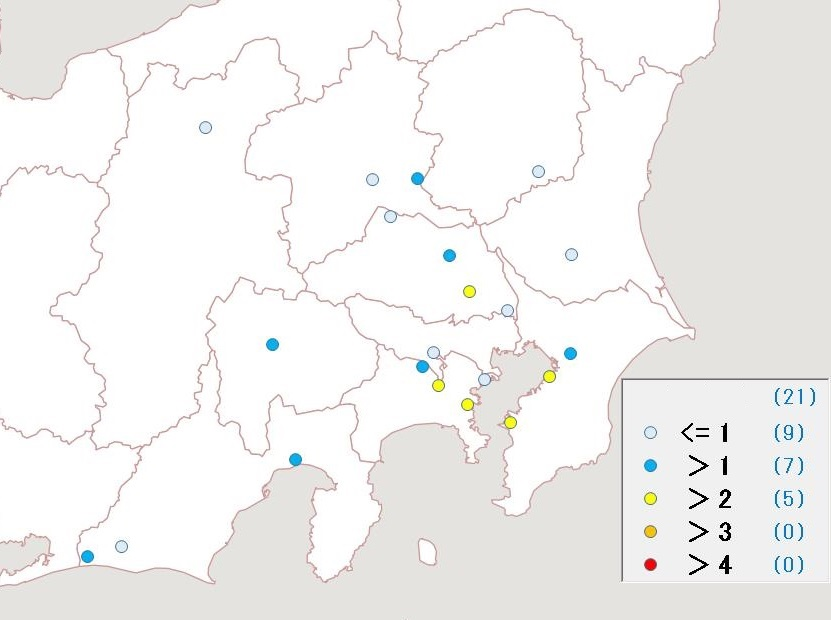 (21)
<= 1 (9)
> 1 (7)
> 2 (5)
> 3 (0)
> 4 (0)